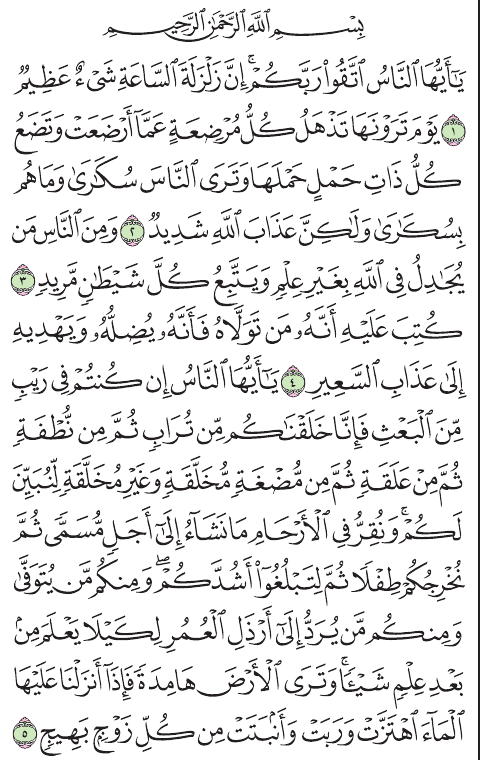 بِسْمِ ٱللَّهِ ٱلرَّحْمَٰنِ ٱلرَّحِيمِ
يَٰٓأَيُّهَا ٱلنَّاسُ ٱتَّقُوا۟ رَبَّكُمْ ۚ إِنَّ زَلْزَلَةَ ٱلسَّاعَةِ شَىْءٌ عَظِيمٌ
١ يَوْمَ تَرَوْنَهَا تَذْهَلُ كُلُّ مُرْضِعَةٍ عَمَّآ أَرْضَعَتْ وَتَضَعُ
كُلُّ ذَاتِ حَمْلٍ حَمْلَهَا وَتَرَى ٱلنَّاسَ سُكَٰرَىٰ وَمَا هُم
بِسُكَٰرَىٰ وَلَٰكِنَّ عَذَابَ ٱللَّهِ شَدِيدٌ ٢ وَمِنَ ٱلنَّاسِ مَن
يُجَٰدِلُ فِى ٱللَّهِ بِغَيْرِ عِلْمٍ وَيَتَّبِعُ كُلَّ شَيْطَٰنٍ مَّرِيدٍ ٣
كُتِبَ عَلَيْهِ أَنَّهُۥ مَن تَوَلَّاهُ فَأَنَّهُۥ يُضِلُّهُۥ وَيَهْدِيهِ
إِلَىٰ عَذَابِ ٱلسَّعِيرِ ٤ يَٰٓأَيُّهَا ٱلنَّاسُ إِن كُنتُمْ فِى رَيْبٍ
مِّنَ ٱلْبَعْثِ فَإِنَّا خَلَقْنَٰكُم مِّن تُرَابٍ ثُمَّ مِن نُّطْفَةٍ
ثُمَّ مِنْ عَلَقَةٍ ثُمَّ مِن مُّضْغَةٍ مُّخَلَّقَةٍ وَغَيْرِ مُخَلَّقَةٍ لِّنُبَيِّنَ
لَكُمْ ۚ وَنُقِرُّ فِى ٱلْأَرْحَامِ مَا نَشَآءُ إِلَىٰٓ أَجَلٍ مُّسَمًّى ثُمَّ
نُخْرِجُكُمْ طِفْلًا ثُمَّ لِتَبْلُغُوٓا۟ أَشُدَّكُمْ ۖ وَمِنكُم مَّن يُتَوَفَّىٰ
وَمِنكُم مَّن يُرَدُّ إِلَىٰٓ أَرْذَلِ ٱلْعُمُرِ لِكَيْلَا يَعْلَمَ مِنۢ
بَعْدِ عِلْمٍ شَيْـًٔا ۚ وَتَرَى ٱلْأَرْضَ هَامِدَةً فَإِذَآ أَنزَلْنَا عَلَيْهَا
ٱلْمَآءَ ٱهْتَزَّتْ وَرَبَتْ وَأَنۢبَتَتْ مِن كُلِّ زَوْجٍۭ بَهِيجٍ ٥